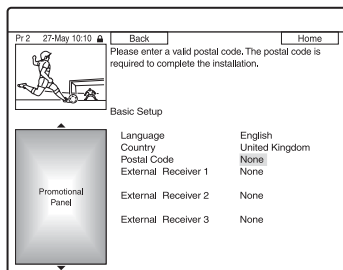 Pr 2 27-May 10:10 Back Home
Please enter a valid postal code. The postal code is
required to complete the installation.
Basic Setup
Language English
Country United Kingdom
Postal Code None
External Receiver 1 None
External Receiver 2 None
External Receiver 3 None
Promotional
Panel